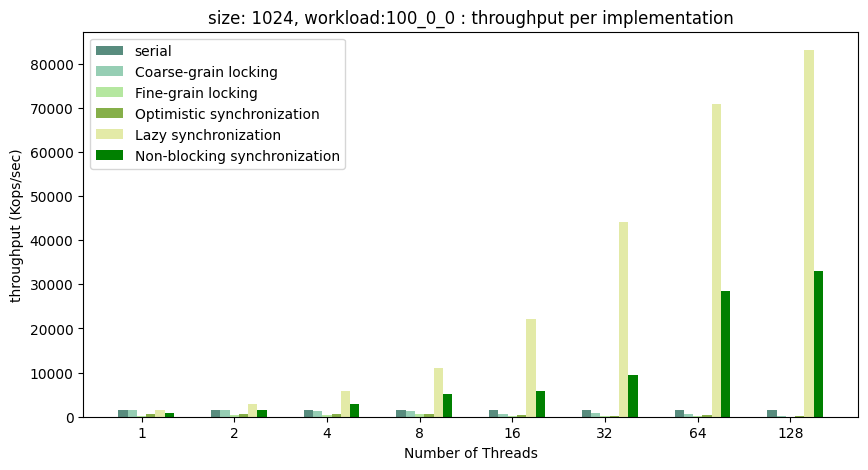 size: 1024, workload:100_0_0 : throughput per implementation
serial
Coarse-grain locking
Fine-grain locking
Optimistic synchronization
Lazy synchronization
Non-blocking synchronization
throughput (Kops/sec)
80000
70000
60000
50000
40000
30000
20000
10000
0
1 2 4 8 16 32 64 128
Number of Threads